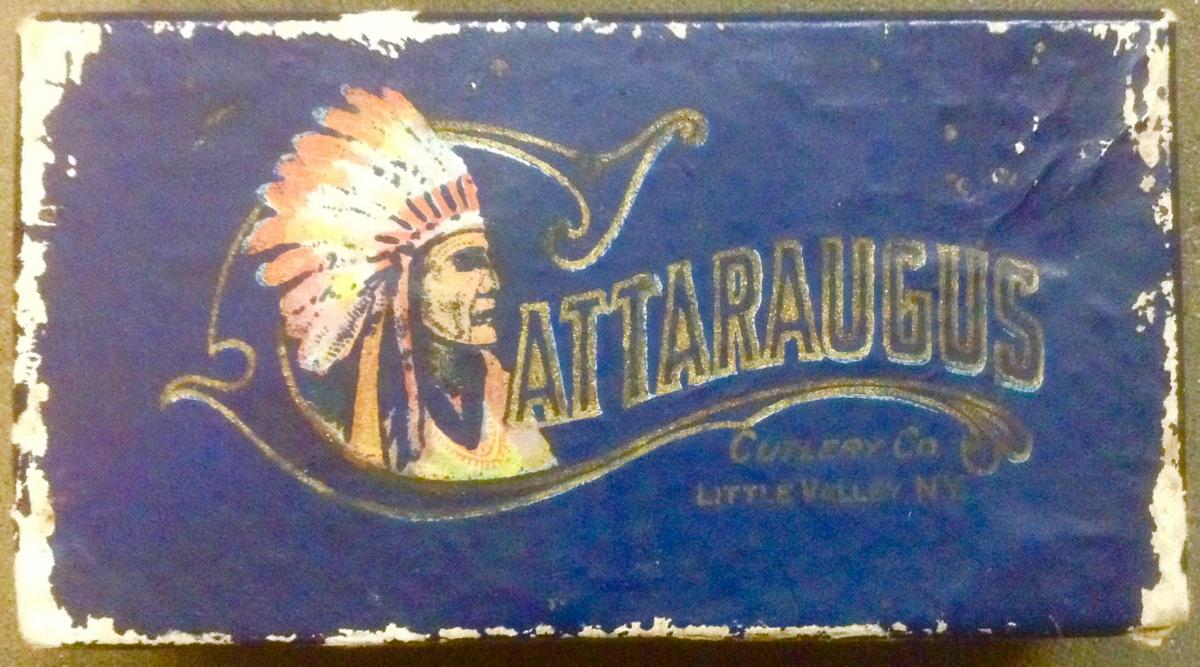 CATTARAUGUS
CUTLERY CO.
LITTLE VALLEY, N.Y.